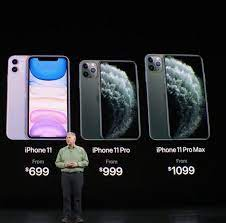 iPhone 11
From
$699
iPhone 11 Pro
From
$999
iPhone 11 Pro Max
From
$1099